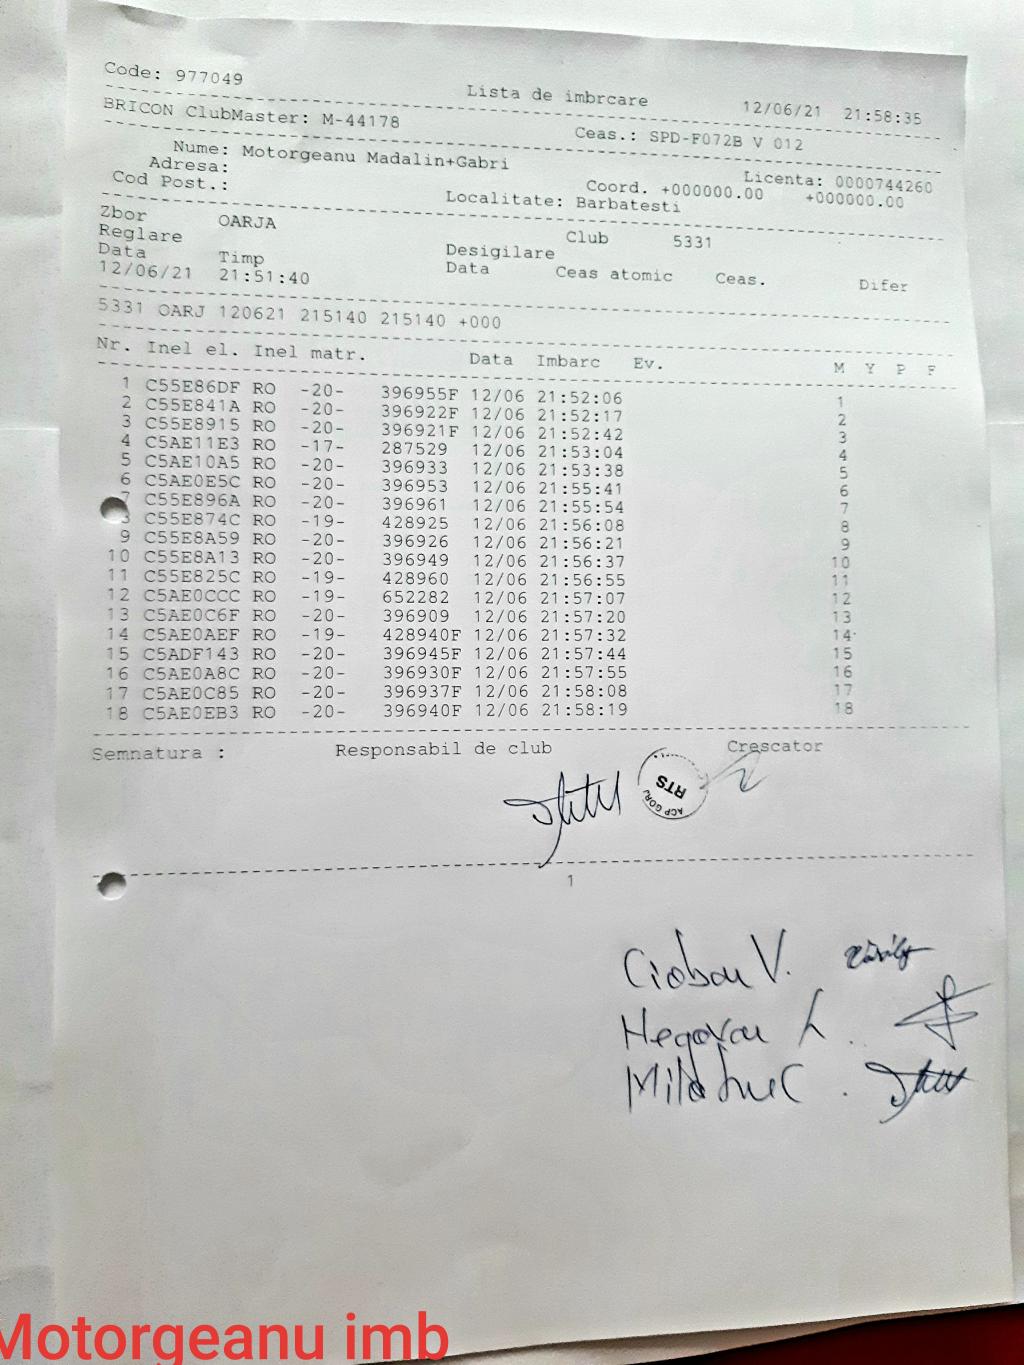 Code: 977049 Lista de imbrcare 12/06/21 21:58:35
BRICON ClubMaster: M-44178 Ceas.: SPD-F072B V 012
Nume: Motorgeanu Madalin+Gabri Licenta: 0000744260
Adresa: Coord. +000000.00 +000000.00
Cod Post.: Localitate: Barbatesti
Zbor OARJA Club 5331
Reglare Desigilare
Data Timp Data Ceas atomic Ceas. Difer
12/06/21 21:51:40
5331 OARJ 120621 215140 215140 +000
Nr. Inel el. Inel matr. Data Imbarc Ev. M Y P F
1 C55E86DF RO -20- 396955F 12/06 21:52:06 1
2 C55E841A RO -20- 396922F 12/06 21:52:17 2
3 C55E8915 RO -20- 396921F 12/06 21:52:42 3
4 C5AE11E3 RO -17- 287529 12/06 21:53:04 4
5 C5AE10A5 RO -20- 396933 12/06 21:53:38 5
6 C5AE0E5C RO -20- 396953 12/06 21:55:41 6
7 C55E896A RO -20- 396961 12/06 21:55:54 7
8 C55E874C RO -19- 428925 12/06 21:56:08 8
9 C55E8A59 RO -20- 396926 12/06 21:56:21 9
10 C55E8A13 RO -20- 396949 12/06 21:56:37 10
11 C55E825C RO -19- 428960 12/06 21:56:55 11
12 C5AE0CCC RO -19- 652282 12/06 21:57:07 12
13 C5AE0C6F RO -20- 396909 12/06 21:57:20 13
14 C5AE0AEF RO -19- 428940F 12/06 21:57:32 14
15 C5ADF143 RO -20- 396945F 12/06 21:57:44 15
16 C5AE0A8C RO -20- 396930F 12/06 21:57:55 16
17 C5AE0C85 RO -20- 396937F 12/06 21:58:08 17
18 C5AE0EB3 RO -20- 396940F 12/06 21:58:19 18
Semnatura : Responsabil de club Crescator
RTS
ACP GORJ
1
Ciobau V.
L.
C.
Motorgeanu imb